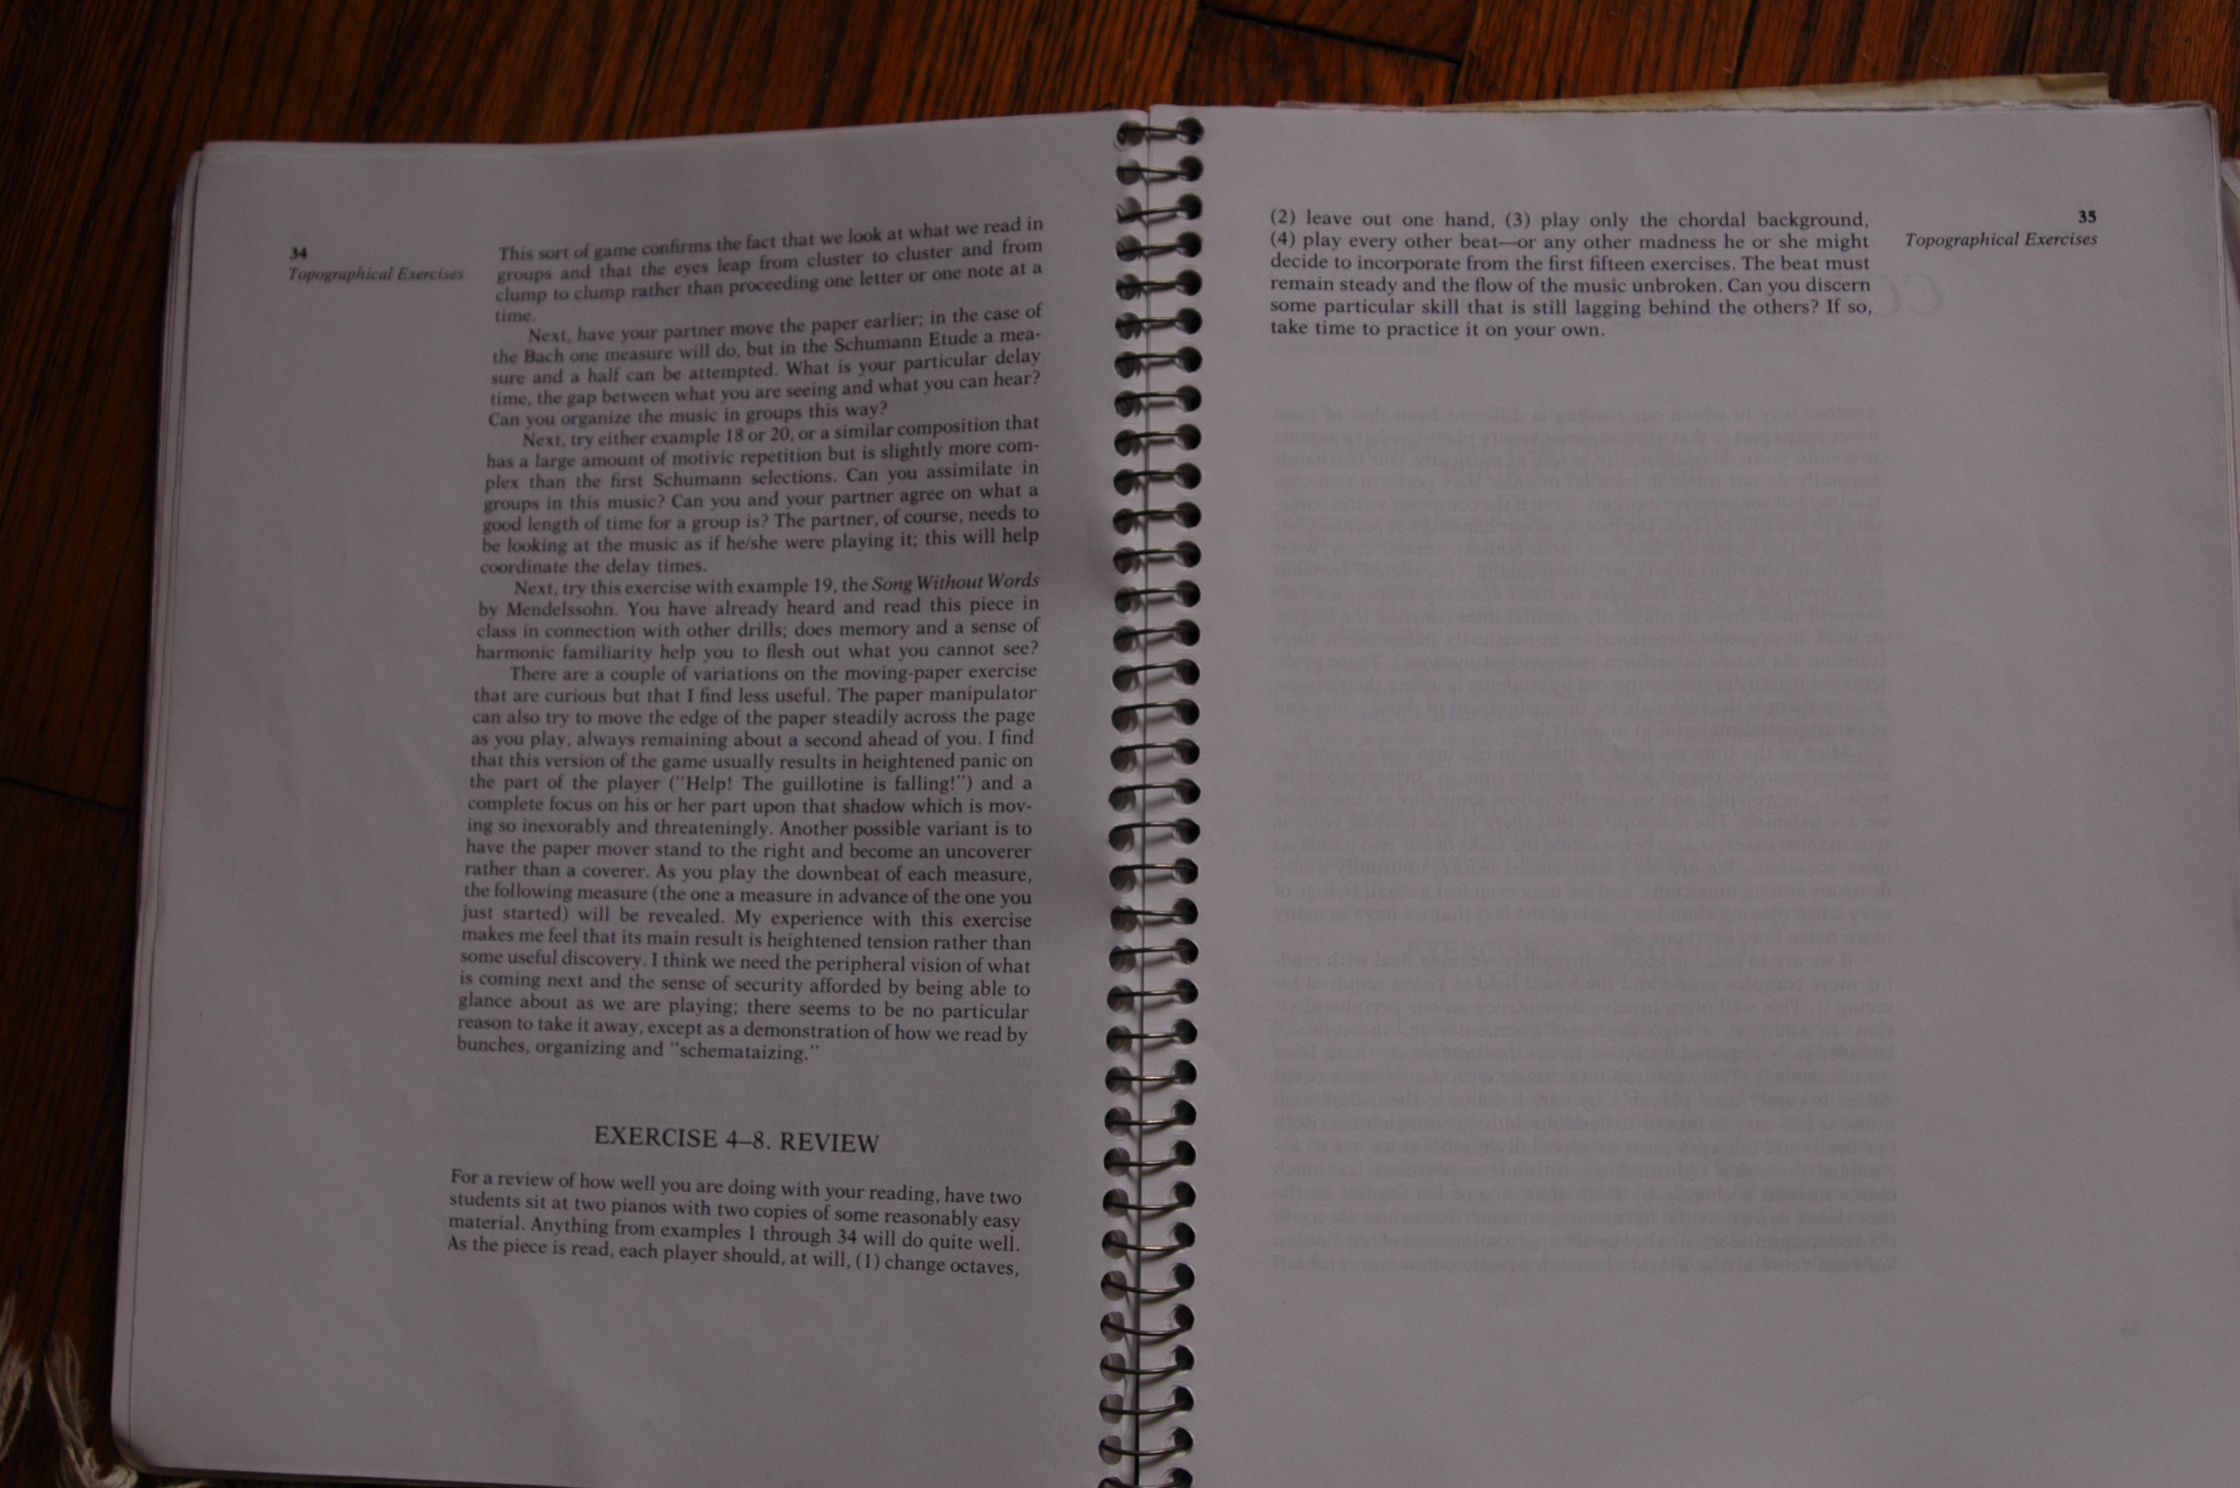 34
Topographical Exercises
This sort of game confirms the fact that we look at what we read in
groups and that the eyes leap from cluster to cluster and from
clump to clump rather than proceeding one letter or one note at a
time.
Next, have your partner move the paper earlier; in the case of
the Bach one measure will do, but in the Schumann Etude a mea-
sure and a half can be attempted. What is your particular delay
time, the gap between what you are seeing and what you can hear?
Can you organize the music in groups this way?
Next, try either example 18 or 20, or a similar composition that
has a large amount of motivic repetition but is slightly more com-
plex than the first Schumann selections. Can you assimilate in
groups in this music? Can you and your partner agree on what a
good length of time for a group is? The partner, of course, needs to
be looking at the music as if he/she were playing it; this will help
coordinate the delay times.
Next, try this exercise with example 19, the Song Without Words
by Mendelssohn. You have already heard and read this piece in
class in connection with other drills; does memory and a sense of
harmonic familiarity help you to flesh out what you cannot see?
There are a couple of variations on the moving-paper exercise
that are curious but that I find less useful. The paper manipulator
can also try to move the edge of the paper steadily across the page
as you play, always remaining about a second ahead of you. I find
that this version of the game usually results in heightened panic on
the part of the player ("Help! The guillotine is falling!") and a
complete focus on his or her part upon that shadow which is mov-
ing so inexorably and threateningly. Another possible variant is to
have the paper mover stand to the right and become an uncoverer
rather than a coverer. As you play the downbeat of each measure,
the following measure (the one a measure in advance of the one you
just started) will be revealed. My experience with this exercise
makes me feel that its main result is heightened tension rather than
some useful discovery. I think we need the peripheral vision of what
is coming next and the sense of security afforded by being able to
glance about as we are playing; there seems to be no particular
reason to take it away, except as a demonstration of how we read by
bunches, organizing and "schemataizing."
EXERCISE 4–8. REVIEW
For a review of how well you are doing with your reading, have two
students sit at two pianos with two copies of some reasonably easy
material. Anything from examples 1 through 34 will do quite well.
As the piece is read, each player should, at will, (1) change octaves,
35
Topographical Exercises
(2) leave out one hand, (3) play only the chordal background,
(4) play every other beat—or any other madness he or she might
decide to incorporate from the first fifteen exercises. The beat must
remain steady and the flow of the music unbroken. Can you discern
some particular skill that is still lagging behind the others? If so,
take time to practice it on your own.